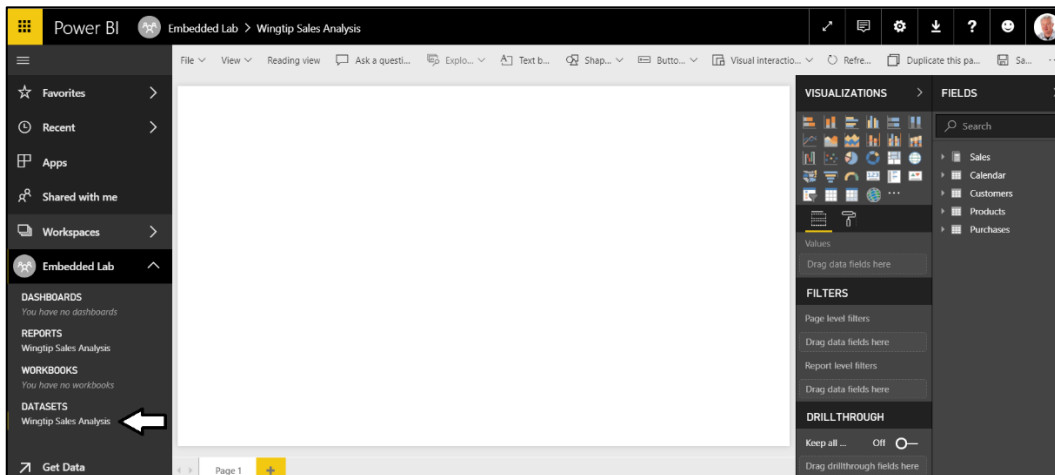 Power BI Embedded Lab > Wingtip Sales Analysis ?
File View Reading view Ask a questi... Explo... Text b... Shap... Butto... Visual interactio... Refre... Duplicate this pa... Sa... ...
Favorites
Recent
Apps
Shared with me
Workspaces
Embedded Lab
DASHBOARDS
You have no dashboards
REPORTS
Wingtip Sales Analysis
WORKBOOKS
You have no workbooks
DATASETS
Wingtip Sales Analysis
Get Data
Page 1 +
VISUALIZATIONS
Values
Drag data fields here
FILTERS
Page level filters
Drag data fields here
Report level filters
Drag data fields here
DRILLTHROUGH
Keep all ... Off
Drag drillthrough fields here
FIELDS
Search
Sales
Calendar
Customers
Products
Purchases